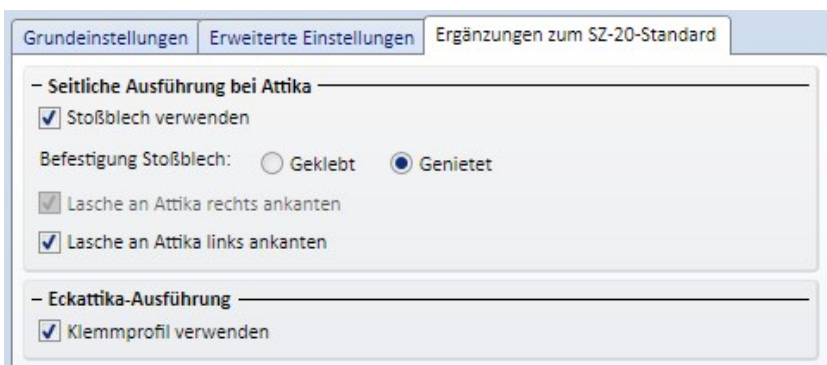 Grundeinstellungen Erweiterte Einstellungen Ergänzungen zum SZ-20-Standard
Seitliche Ausführung bei Attika
Stoßblech verwenden
Befestigung Stoßblech: Geklebt Genietet
Lasche an Attika rechts ankanten
Lasche an Attika links ankanten
Eckattika-Ausführung
Klemmprofil verwenden